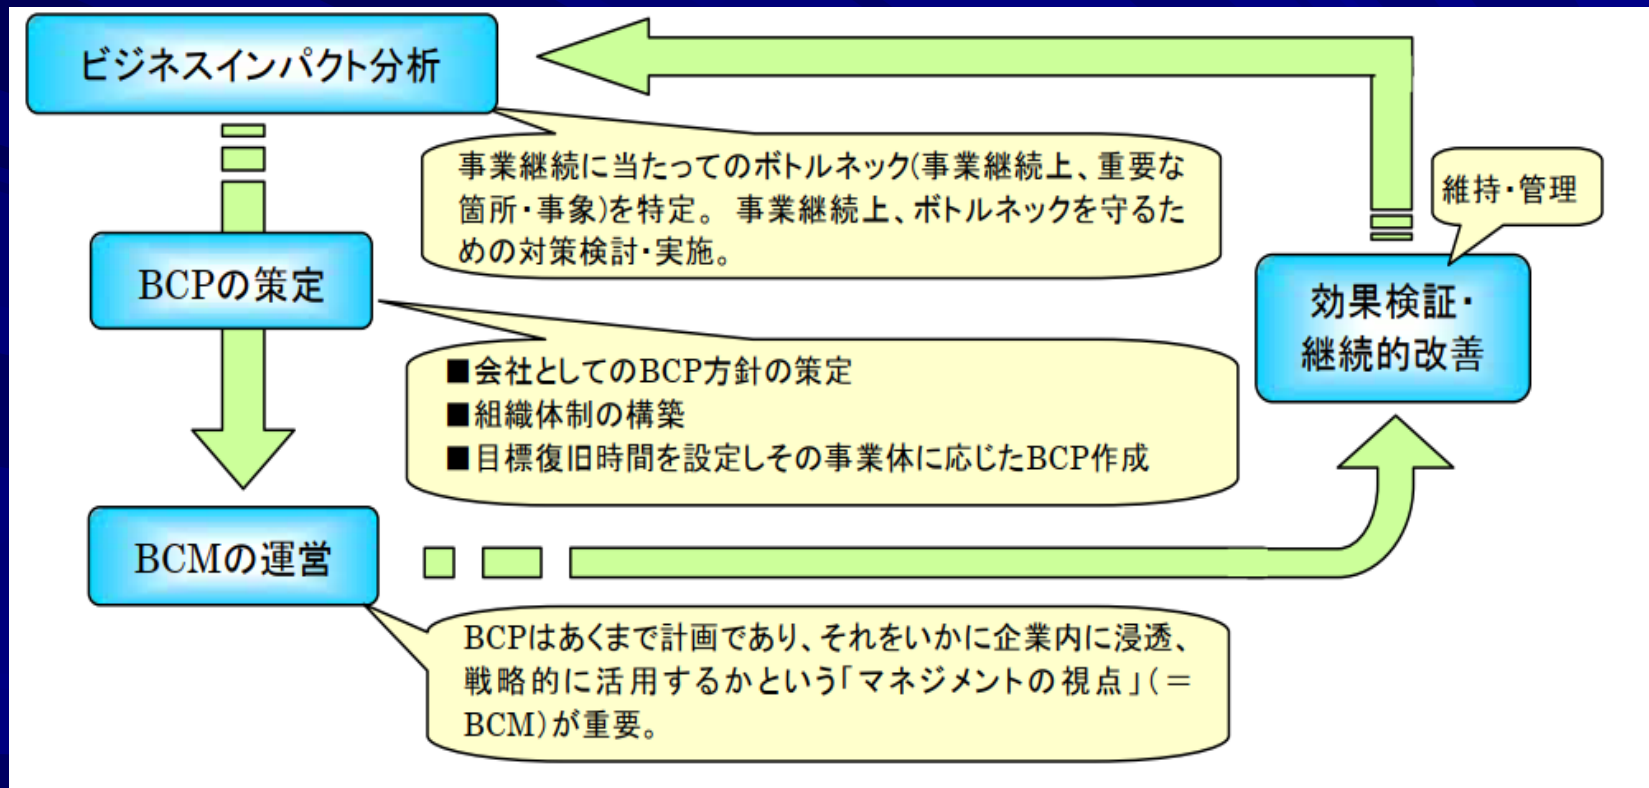 ビジネスインパクト分析
事業継続に当たってのボトルネック(事業継続上、重要な
箇所・事象)を特定。 事業継続上、ボトルネックを守るた
めの対策検討・実施。
維持・管理
BCPの策定
効果検証・
継続的改善
■会社としてのBCP方針の策定
■組織体制の構築
■目標復旧時間を設定しその事業体に応じたBCP作成
BCMの運営
BCPはあくまで計画であり、それをいかに企業内に浸透、
戦略的に活用するかという「マネジメントの視点」(＝
BCM)が重要。